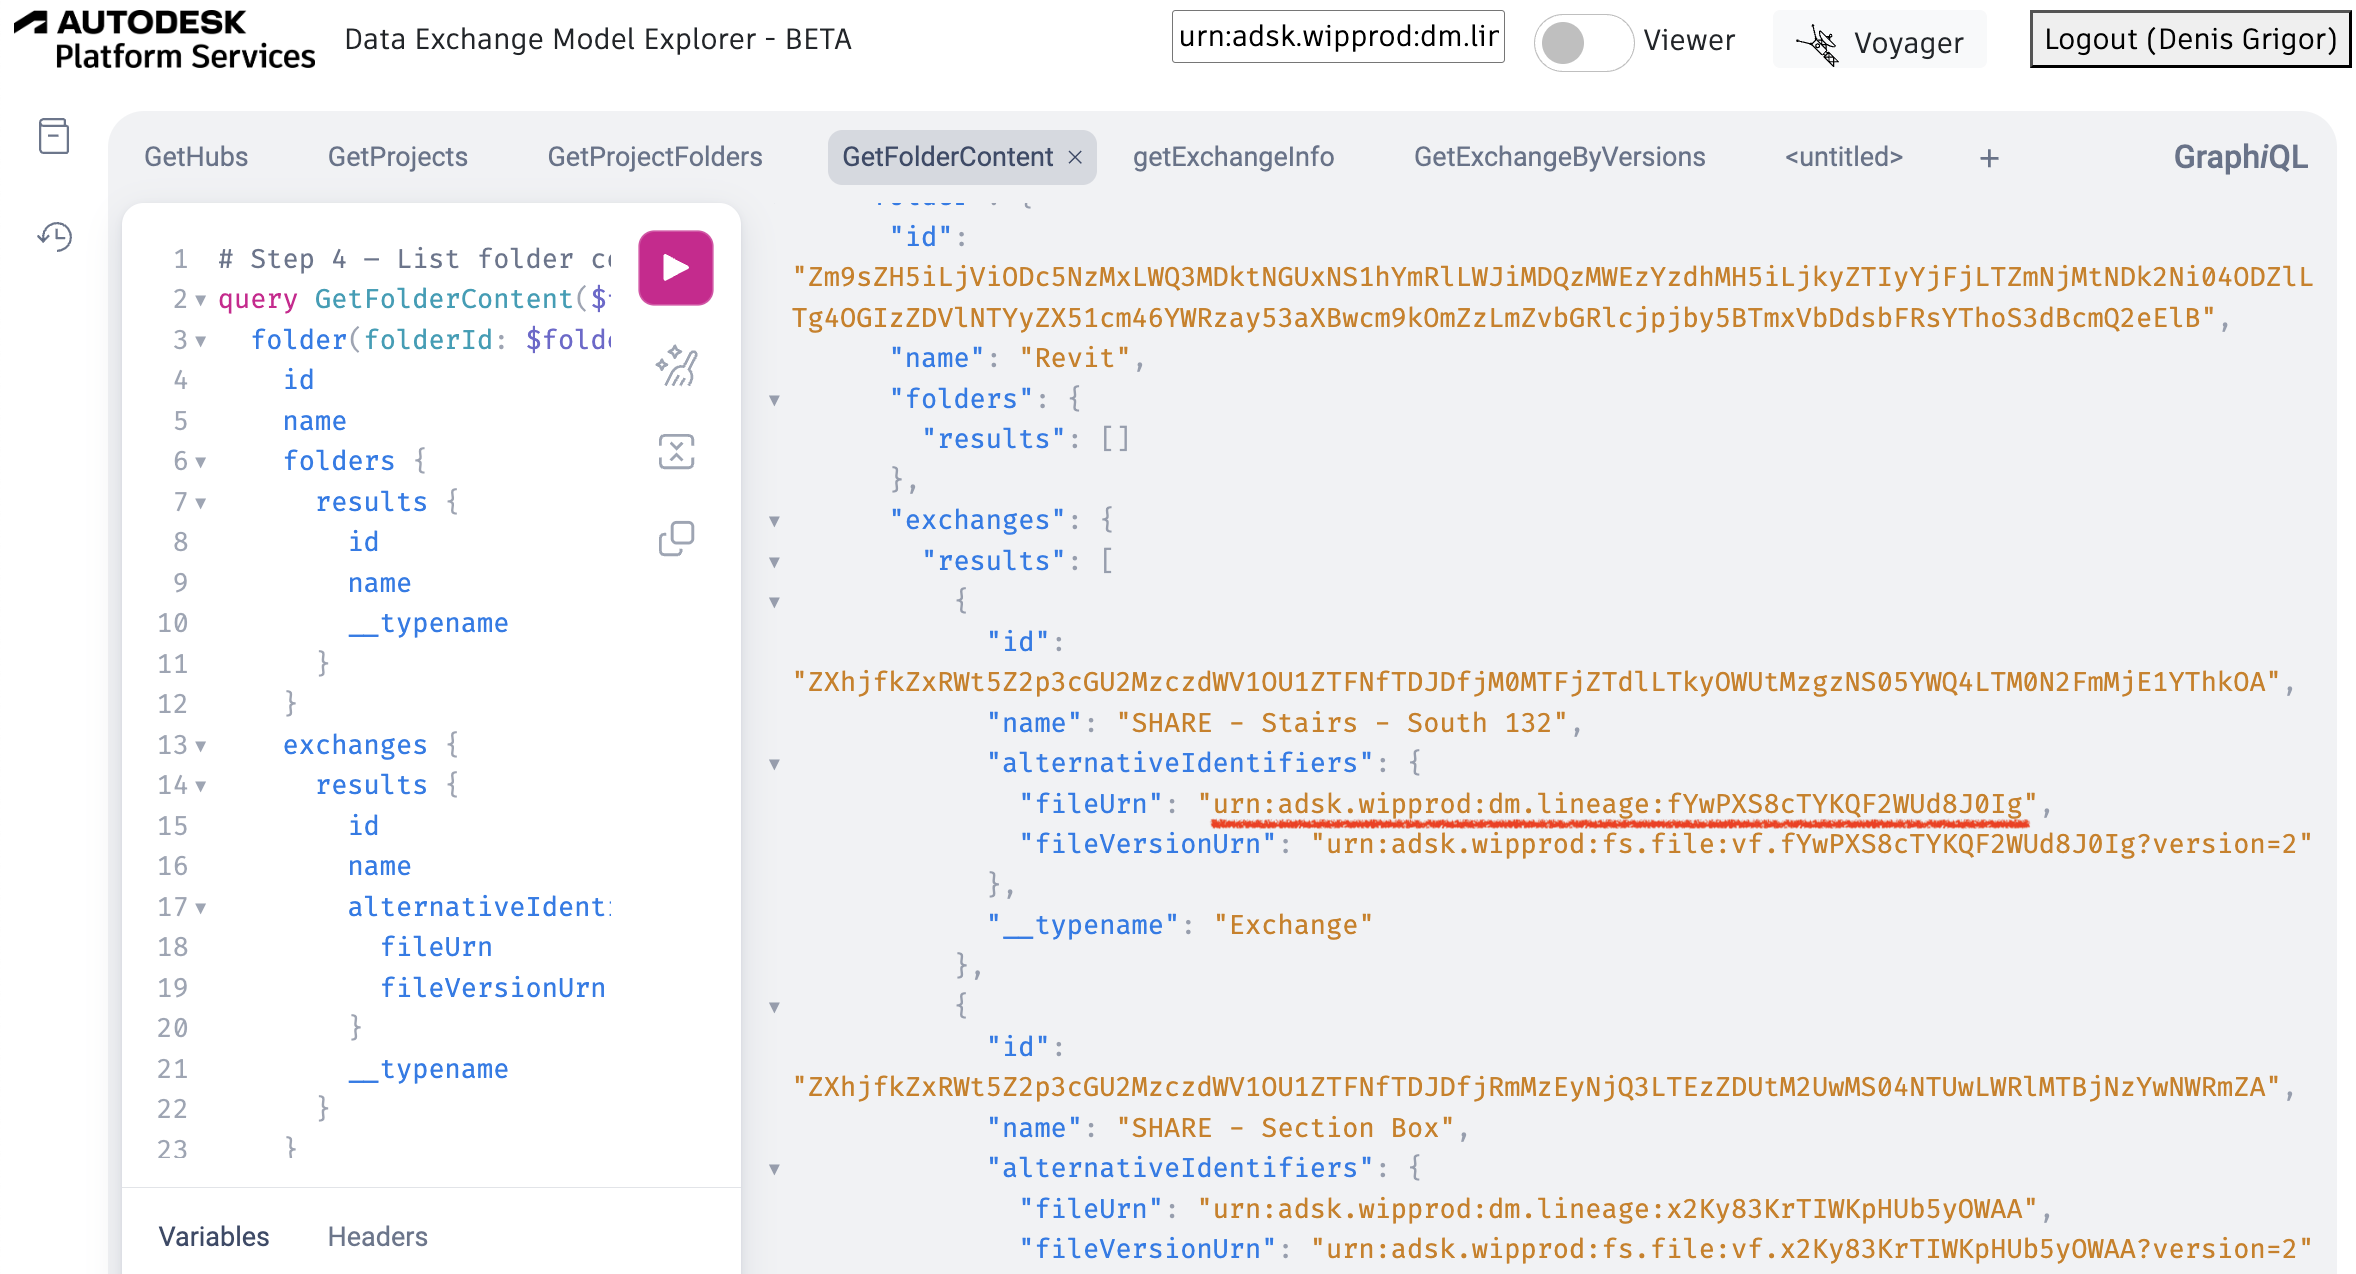 AUTODESK
Platform Services
Data Exchange Model Explorer - BETA
urn:adsk.wipprod:dm.lir
Viewer
Voyager
Logout (Denis Grigor)
GetHubs
GetProjects
GetProjectFolders
GetFolderContent
getExchangeInfo
GetExchangeByVersions
<untitled>
+
GraphiQL
1 # Step 4 – List folder c
2 query GetFolderContent($
3 folder(folderId: $fold
4 id
5 name
6 folders {
7 results {
8 id
9 name
10 __typename
11 }
12 }
13 exchanges {
14 results {
15 id
16 name
17 alternativeIdent
18 fileUrn
19 fileVersionUrn
20 }
21 __typename
22 }
23 }
Variables
Headers
"id":
"Zm9sZH5iLjViODc5NzMxLWQ3MDktNGUxNS1hYmRlLWJiMDQzMWEzYzdhMH5iLjkyZTIyYjFjLTZmNjMtNDk2Ni04ODZlL
Tg4OGIzZDVlNTYyZX51cm46YWRzay53aXBwcm9kOmZzLmZvbGRlcjpjby5BTmxVbDdsbFRsYThoS3dBcmQ2eElB",
"name": "Revit",
"folders": {
"results": []
},
"exchanges": {
"results": [
{
"id":
"ZXhjfkZxRWt5Z2p3cGU2MzczdWV1OU1ZTFNfTDJDfjM0MTFjZTdlLTkyOWUtMzgzNS05YWQ4LTM0N2FmMjE1YThkOA",
"name": "SHARE - Stairs - South 132",
"alternativeIdentifiers": {
"fileUrn": "urn:adsk.wipprod:dm.lineage:fYwPXS8cTYKQF2WUd8J0Ig",
"fileVersionUrn": "urn:adsk.wipprod:fs.file:vf.fYwPXS8cTYKQF2WUd8J0Ig?version=2"
},
"__typename": "Exchange"
},
{
"id":
"ZXhjfkZxRWt5Z2p3cGU2MzczdWV1OU1ZTFNfTDJDfjRmMzEyNjQ3LTEzZDUtM2UwMS04NTUwLWRlMTBjNzYwNWRmZA",
"name": "SHARE - Section Box",
"alternativeIdentifiers": {
"fileUrn": "urn:adsk.wipprod:dm.lineage:x2Ky83KrTIWKpHUb5yOWAA",
"fileVersionUrn": "urn:adsk.wipprod:fs.file:vf.x2Ky83KrTIWKpHUb5yOWAA?version=2"